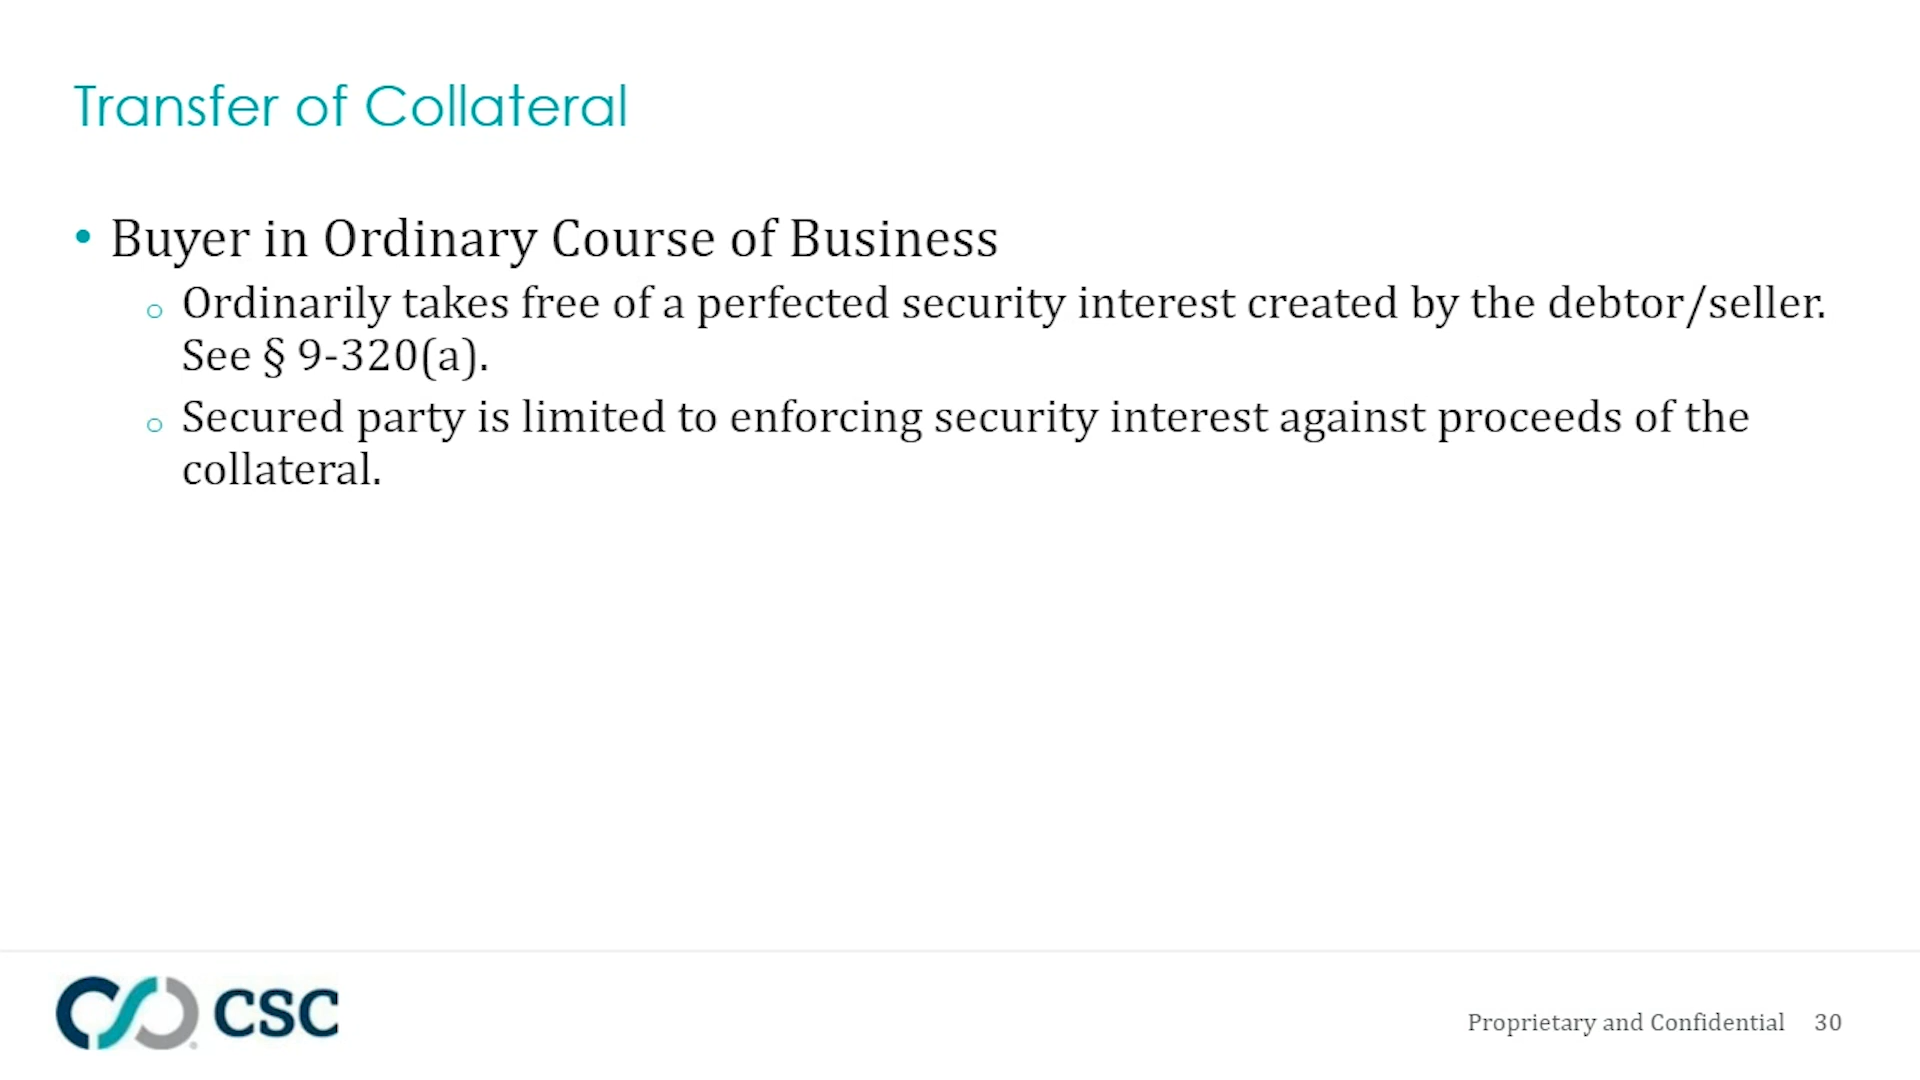 Transfer of Collateral
• Buyer in Ordinary Course of Business
o Ordinarily takes free of a perfected security interest created by the debtor/seller.
See § 9-320(a).
o Secured party is limited to enforcing security interest against proceeds of the
collateral.
CSC
Proprietary and Confidential 30